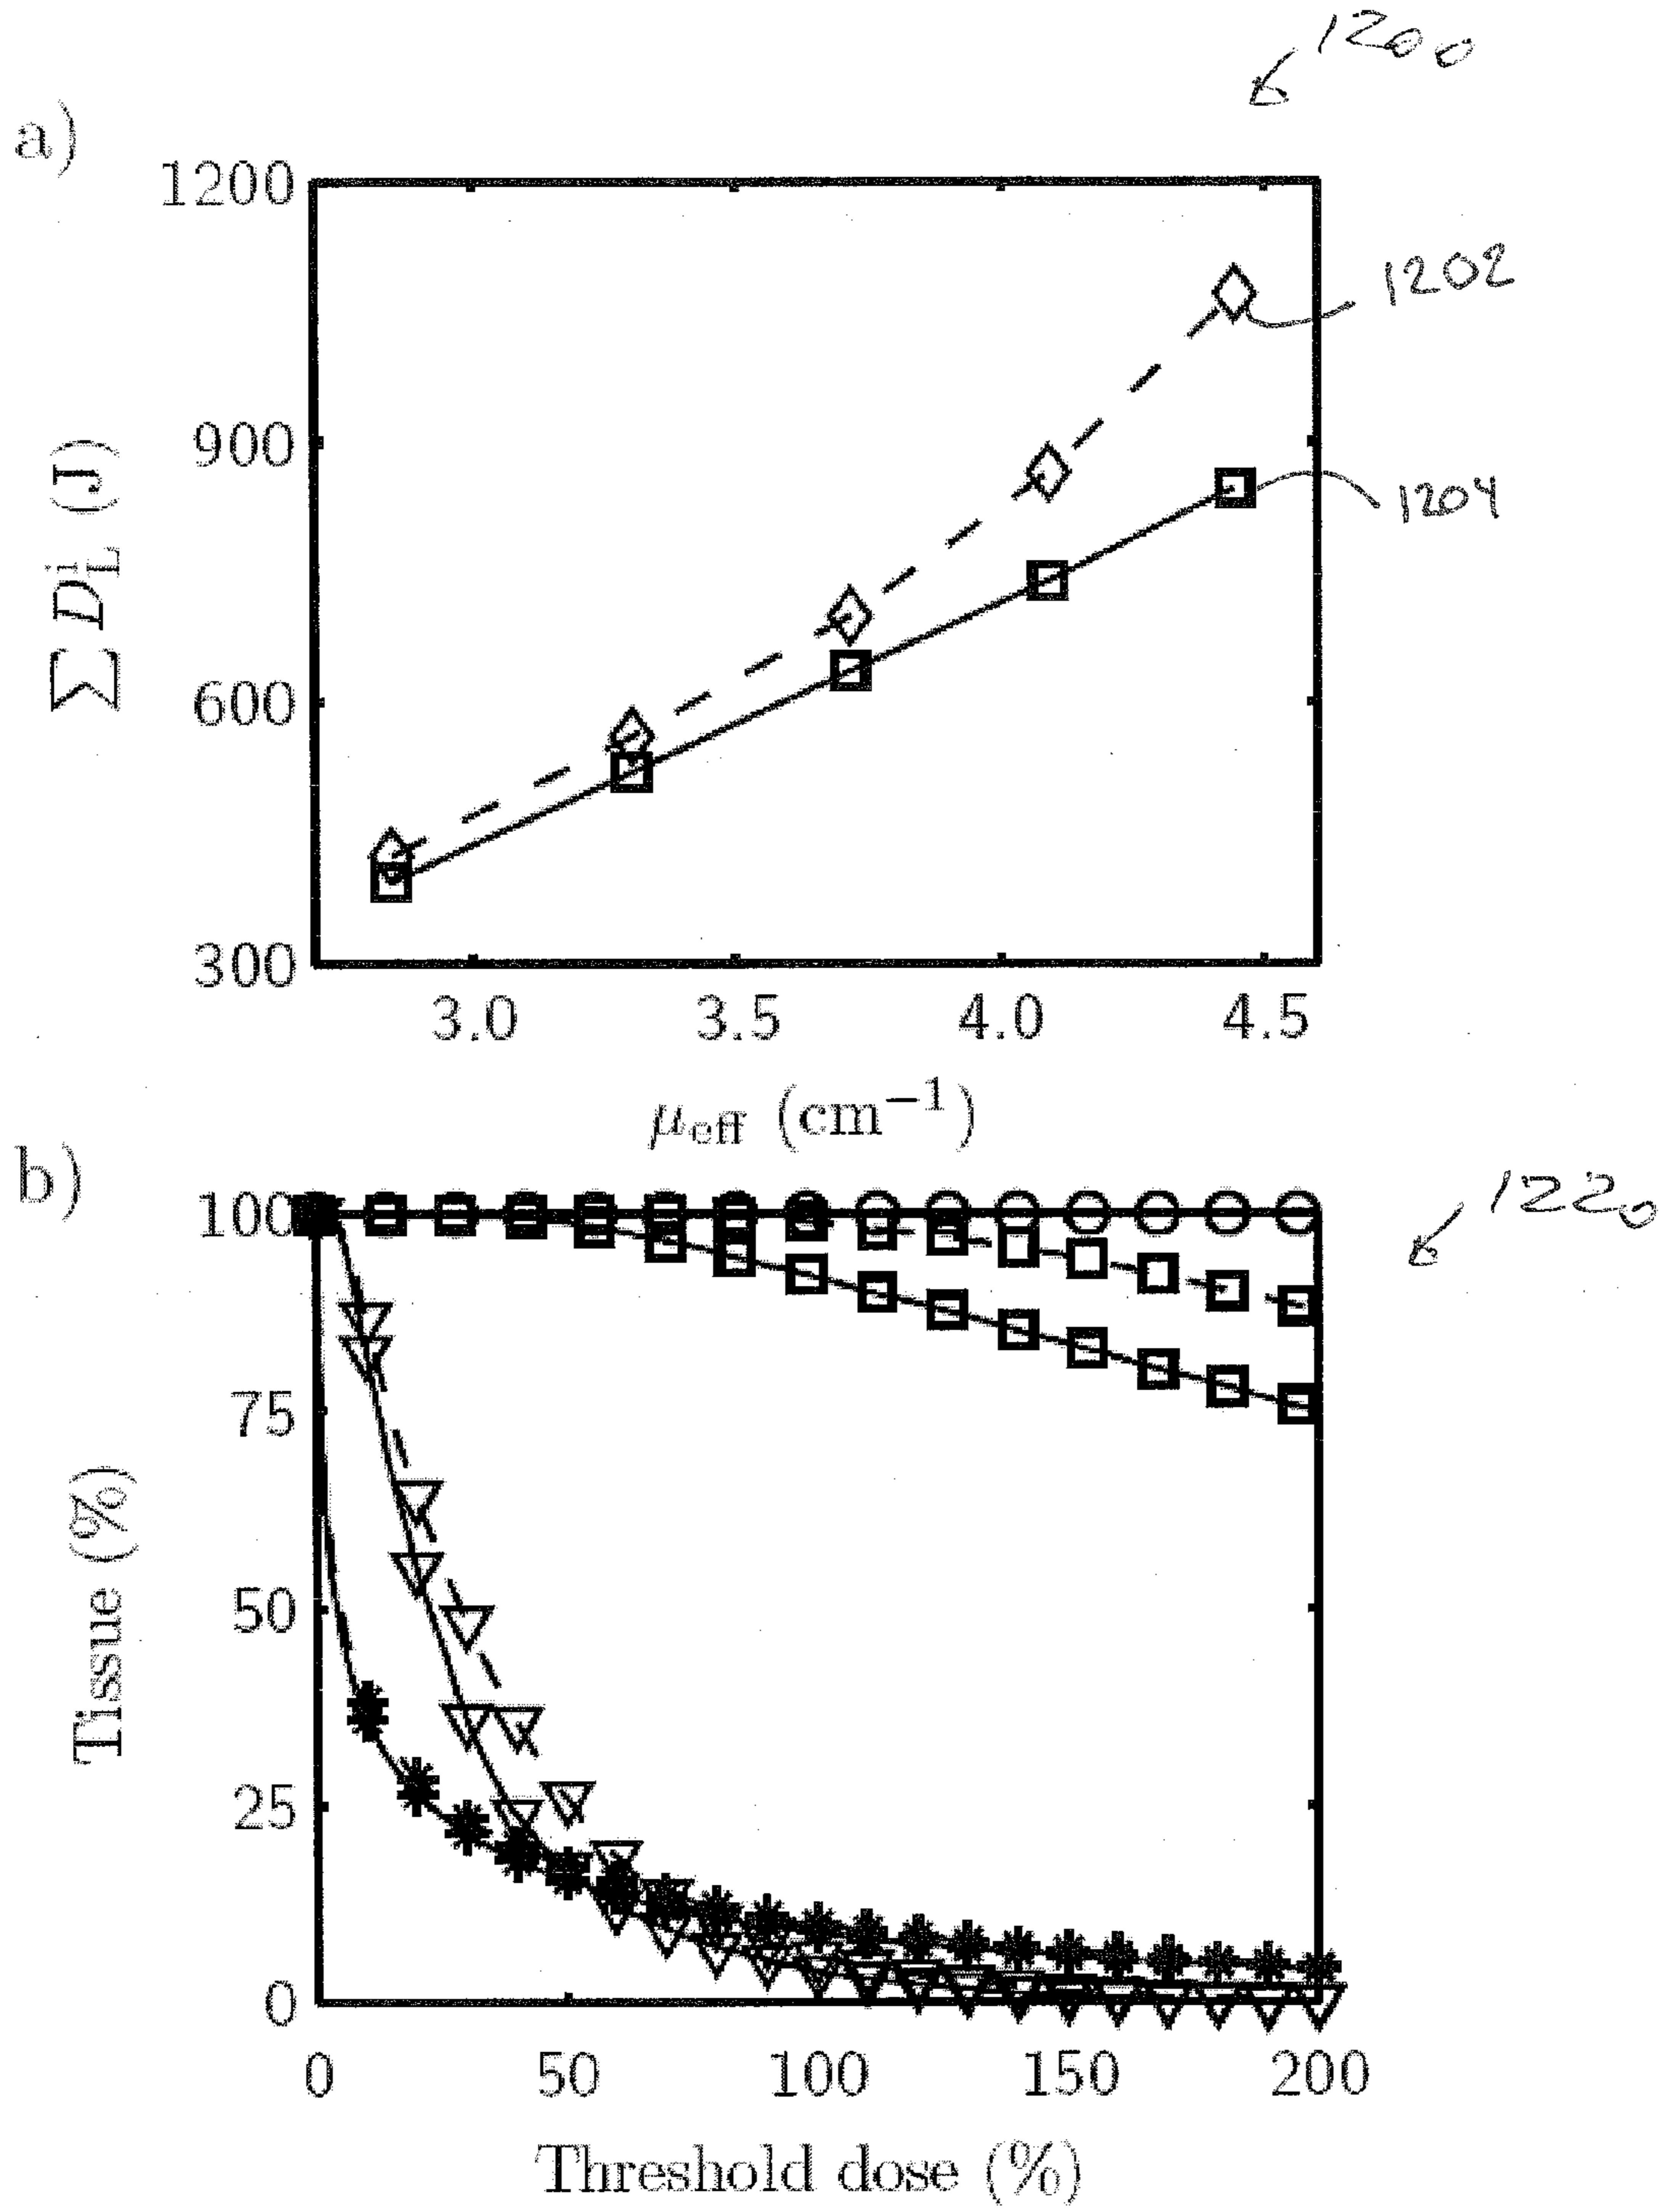 1200
a)
1200
1202
900
1204
600
300
∑ D_L^i (J)
3.0 3.5 4.0 4.5
μ_eff (cm⁻¹)
b)
1220
100
75
50
25
0
Tissue (%)
0 50 100 150 200
Threshold dose (%)